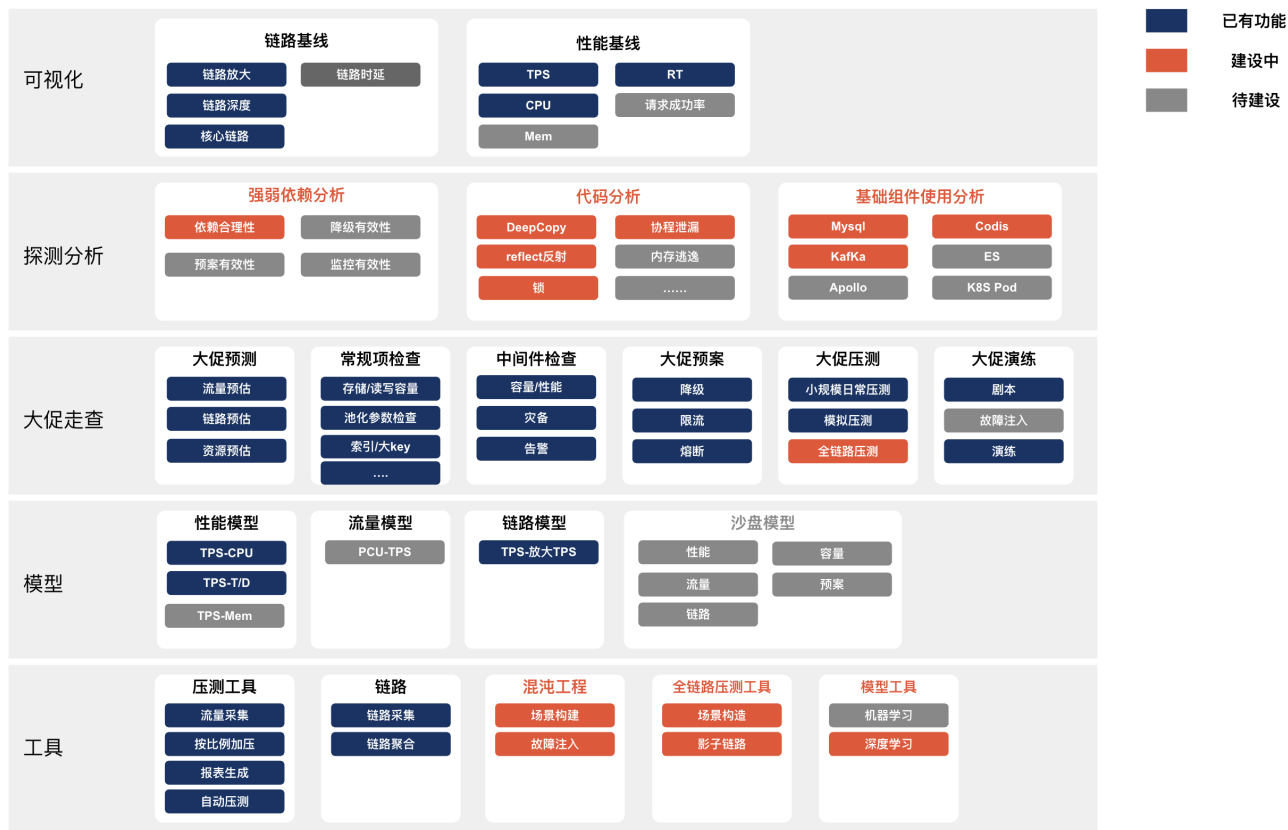 可视化
链路基线
链路放大
链路时延
链路深度
核心链路
性能基线
TPS
RT
CPU
请求成功率
Mem
已有功能
建设中
待建设
探测分析
强弱依赖分析
依赖合理性
降级有效性
预案有效性
监控有效性
代码分析
DeepCopy
协程泄漏
reflect反射
内存逃逸
锁
......
基础组件使用分析
Mysql
Codis
KafKa
ES
Apollo
K8S Pod
大促走查
大促预测
流量预估
链路预估
资源预估
常规项检查
存储/读写容量
池化参数检查
索引/大key
....
中间件检查
容量/性能
灾备
告警
大促预案
降级
限流
熔断
大促压测
小规模日常压测
模拟压测
全链路压测
大促演练
剧本
故障注入
演练
模型
性能模型
TPS-CPU
TPS-T/D
TPS-Mem
流量模型
PCU-TPS
链路模型
TPS-放大TPS
沙盘模型
性能
容量
流量
预案
链路
工具
压测工具
流量采集
按比例加压
报表生成
自动压测
链路
链路采集
链路聚合
混沌工程
场景构建
故障注入
全链路压测工具
场景构造
影子链路
模型工具
机器学习
深度学习